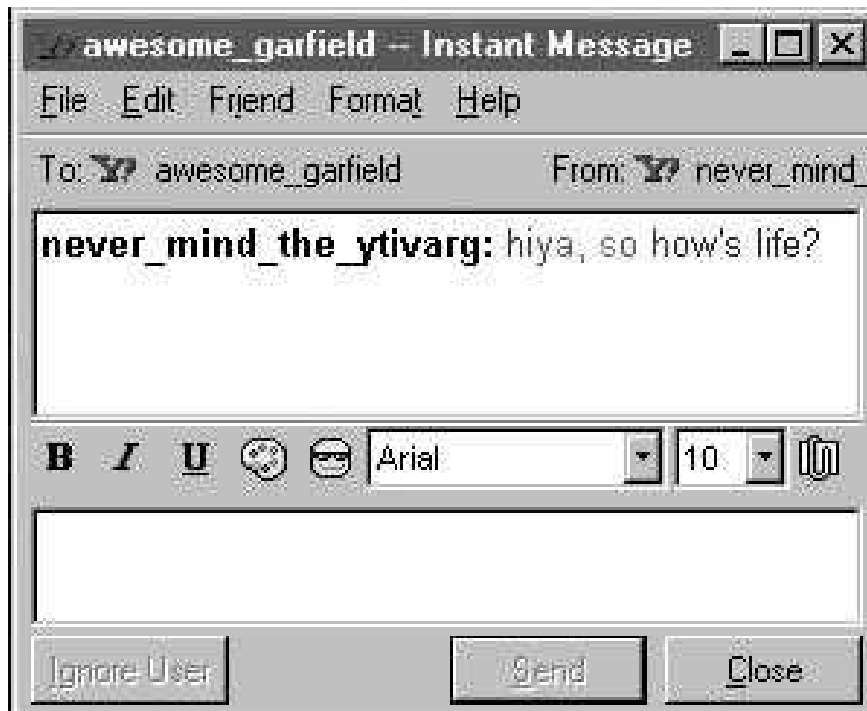 awesome_garfield -- Instant Message
File Edit Friend Format Help
To: Y? awesome_garfield From: Y? never_mind_
never_mind_the_ytivarg: hiya, so how's life?
B I U Arial 10
Ignore User Send Close